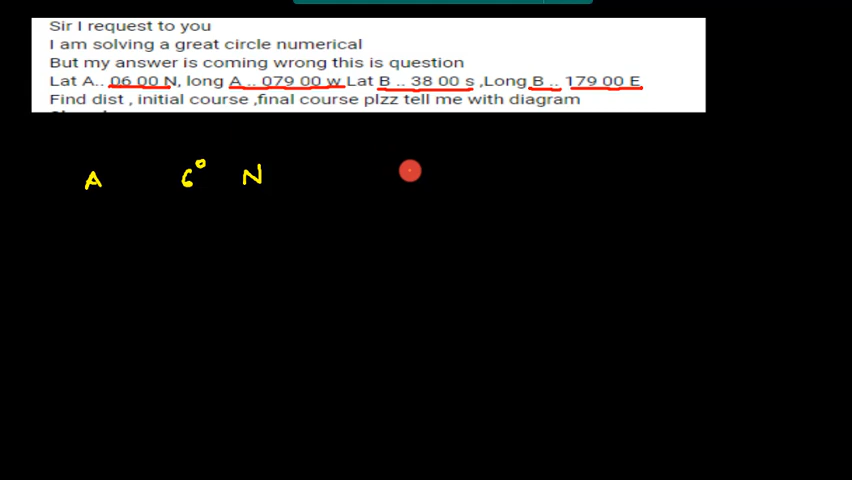 Sir I request to you
I am solving a great circle numerical
But my answer is coming wrong this is question
Lat A.. 06 00 N, long A .. 079 00 w Lat B .. 38 00 s ,Long B .. 179 00 E
Find dist , initial course ,final course plzz tell me with diagram
A 6° N